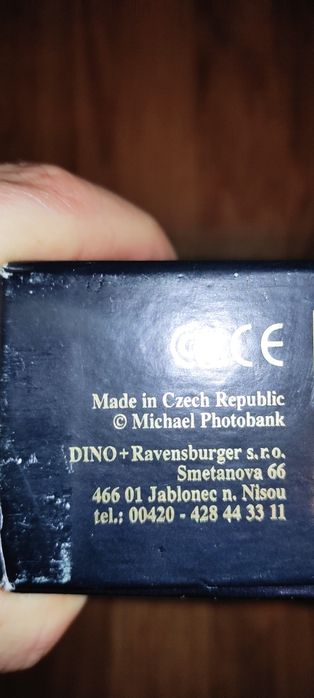 CE
Made in Czech Republic
© Michael Photobank
DINO + Ravensburger s.r.o.
Smetanova 66
466 01 Jablonec n. Nisou
tel.: 00420 - 428 44 33 11